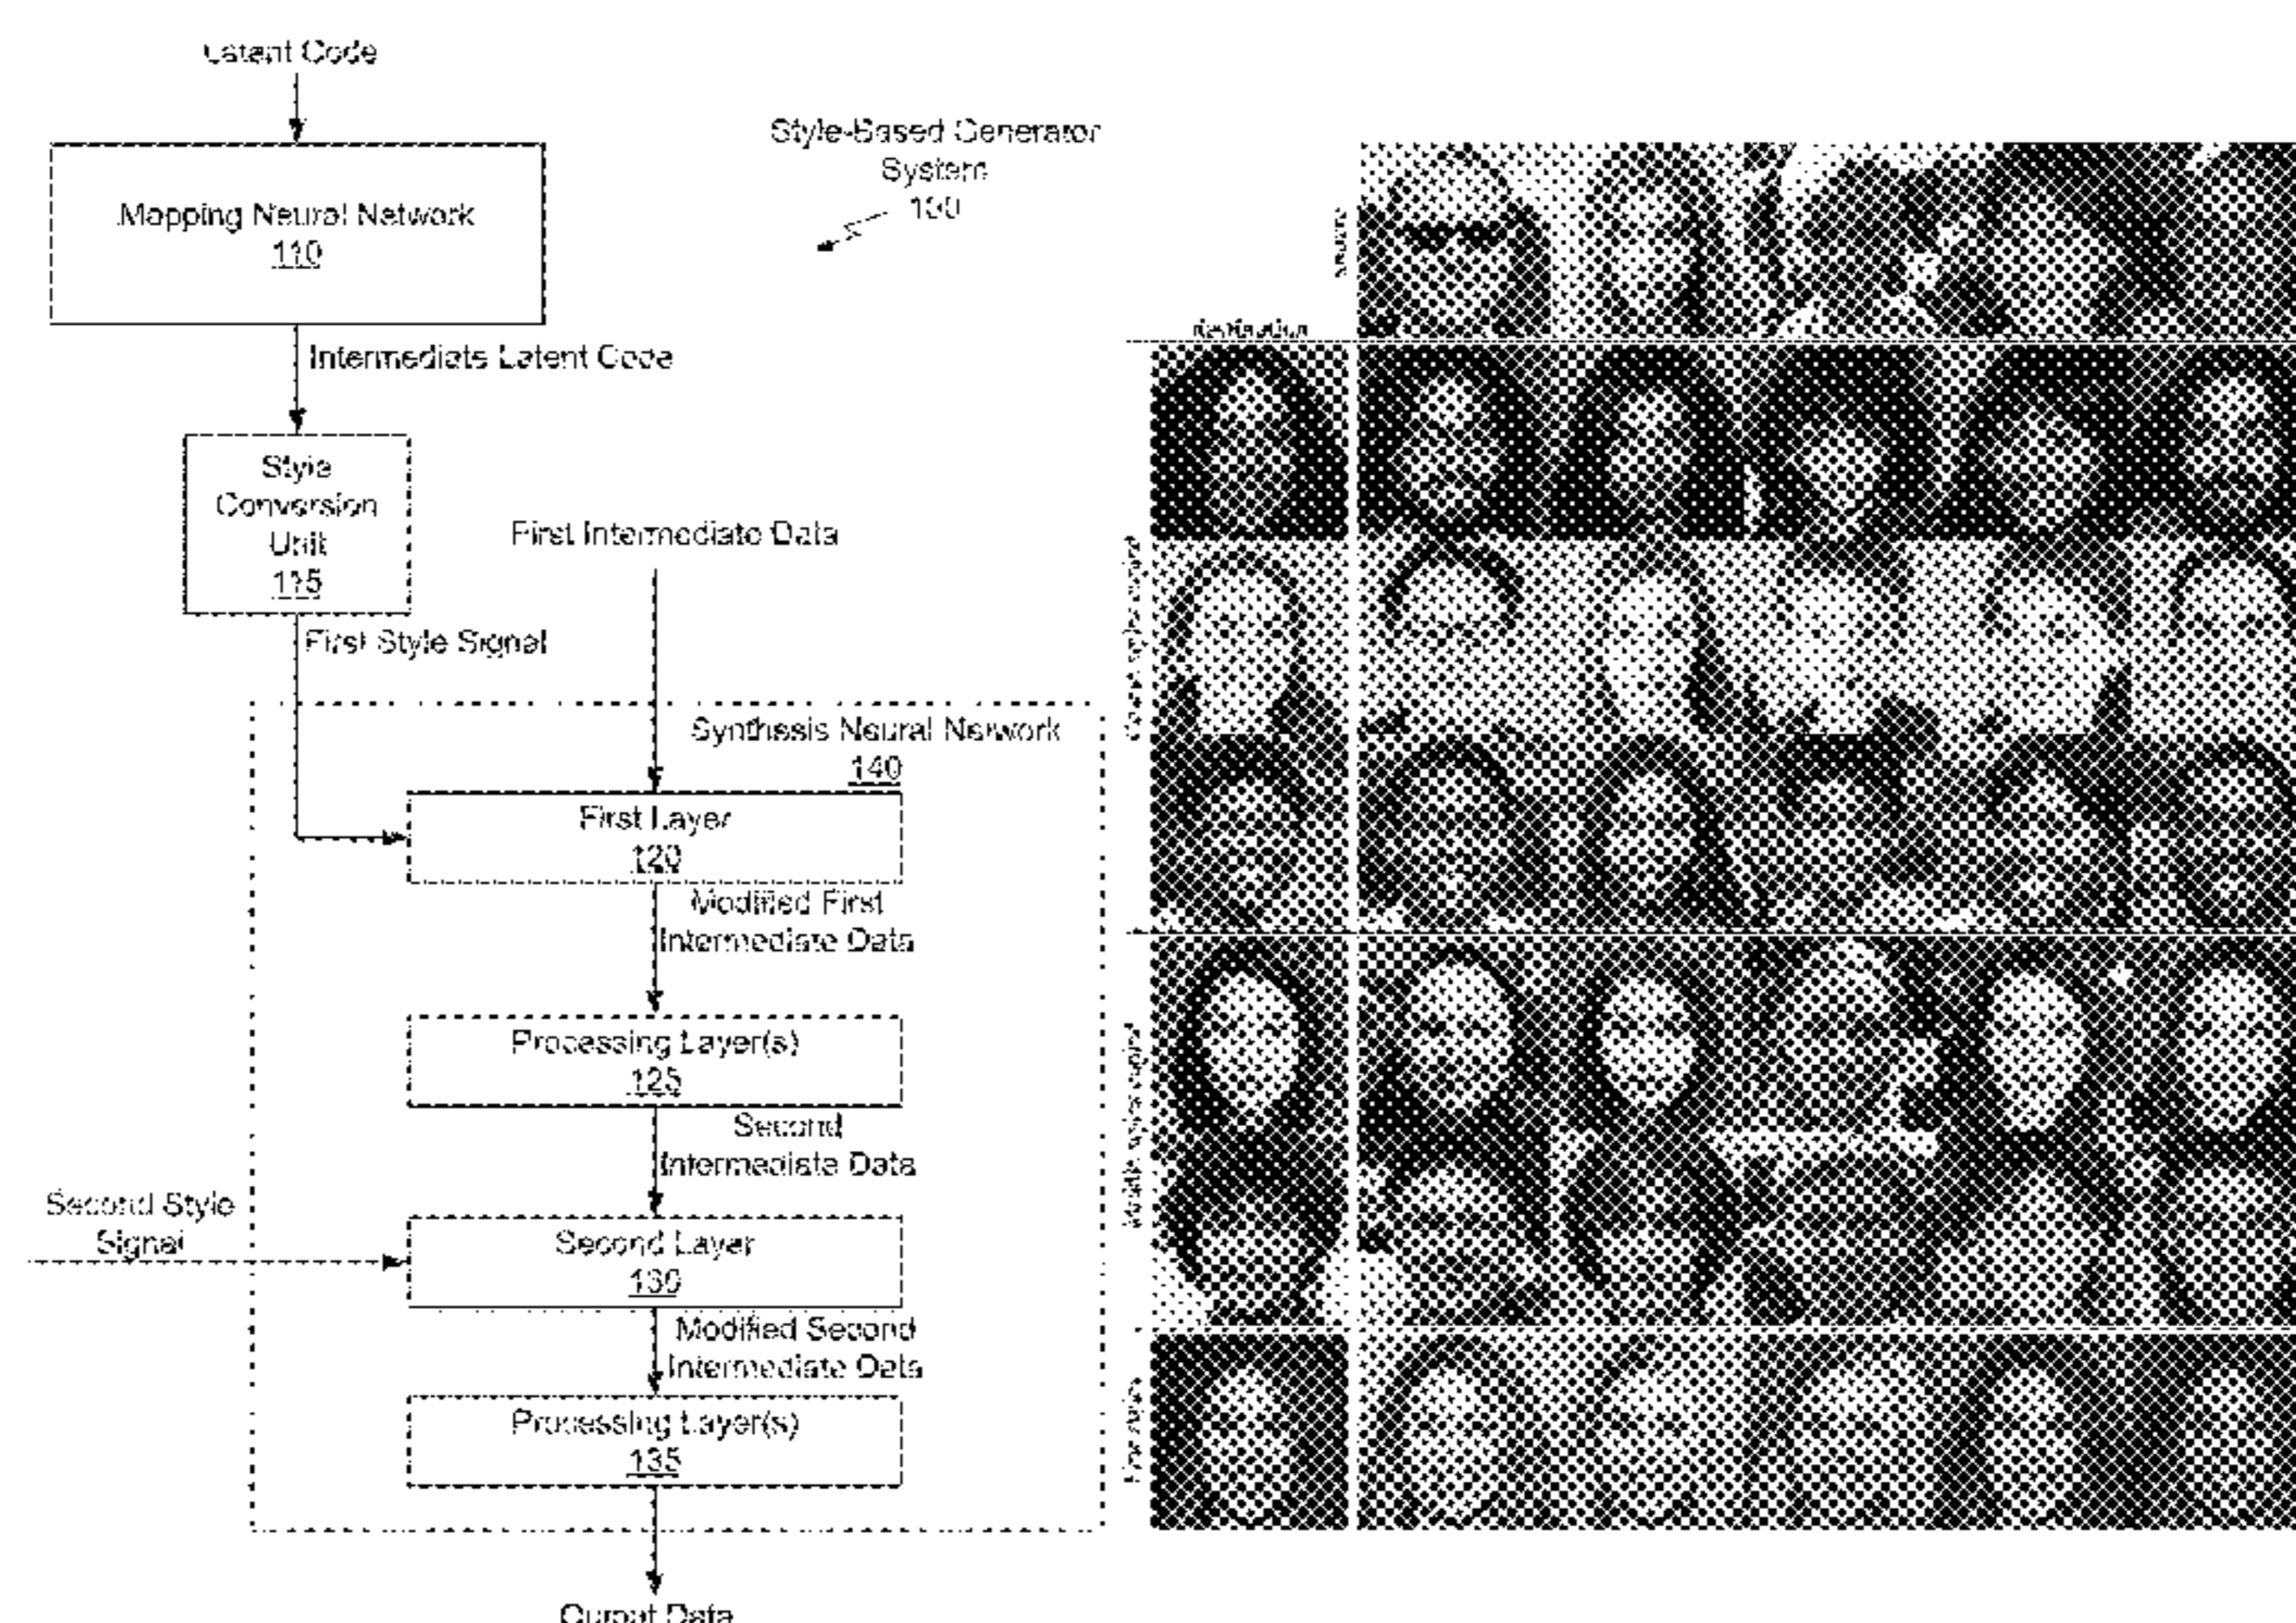 Latent Code
Mapping Neural Network
110
Intermediate Latent Code
Style
Conversion
Unit
115
First Style Signal
Style-Based Generator
System
100
First Intermediate Data
Synthesis Neural Network
140
First Layer
120
Modified First
Intermediate Data
Processing Layer(s)
125
Second
Intermediate Data
Second Style
Signal
Second Layer
130
Modified Second
Intermediate Data
Processing Layer(s)
135
Output Data